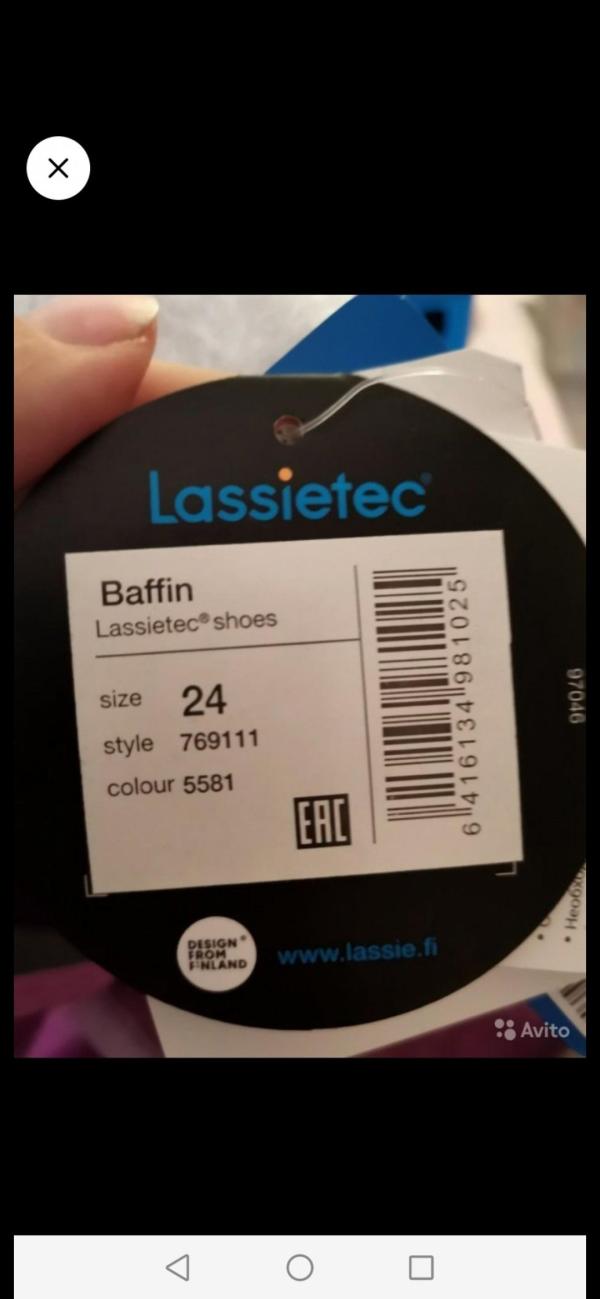 Lassietec®
Baffin
Lassietec® shoes
size 24
style 769111
colour 5581
EAC
6 416134 981025
97046
DESIGN
FROM
FINLAND
www.lassie.fi
Avito